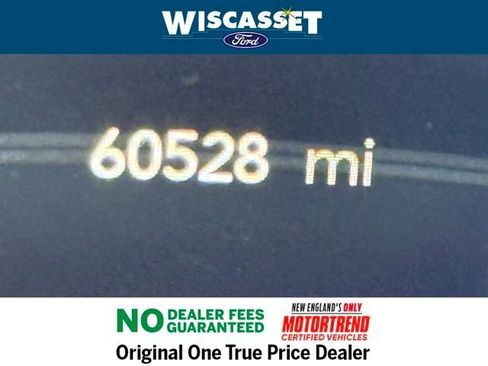 WISCASSET
Ford
60528 mi
NO DEALER FEES GUARANTEED
NEW ENGLAND'S ONLY
MOTORTREND
CERTIFIED VEHICLES
Original One True Price Dealer